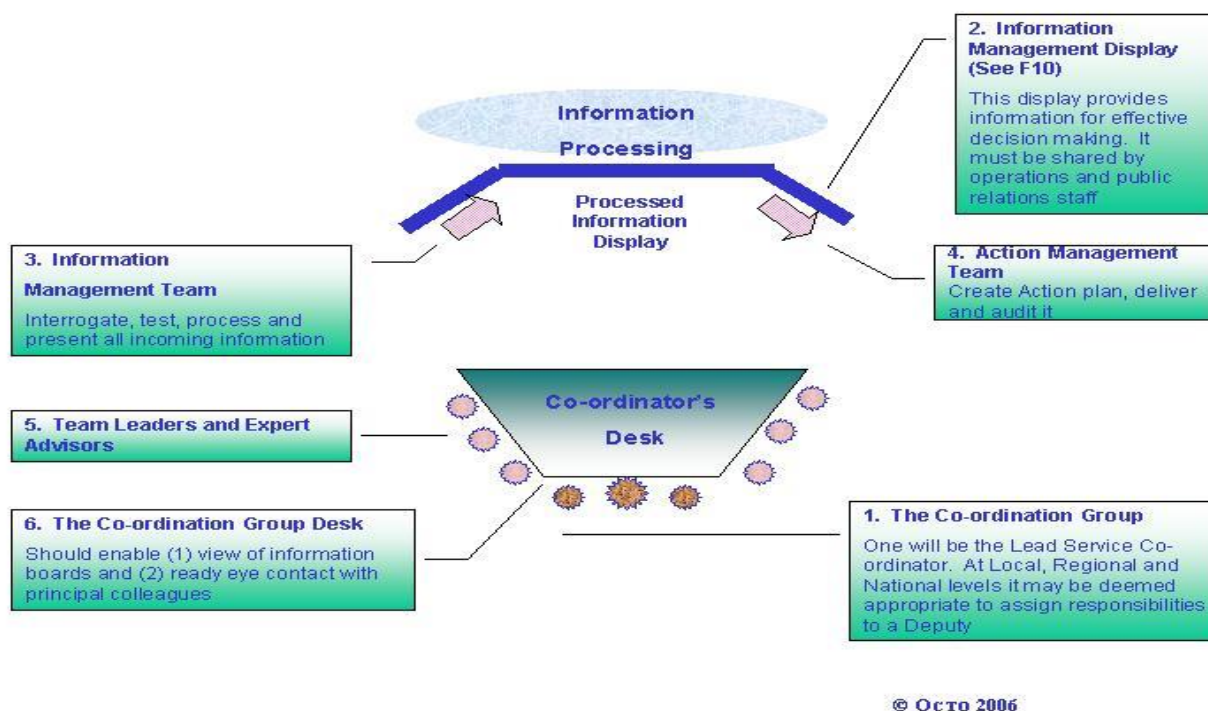 2. Information
Management Display
(See F10)
This display provides
information for effective
decision making. It
must be shared by
operations and public
relations staff
Information
Processing
Processed
Information
Display
3. Information
Management Team
Interrogate, test, process and
present all incoming information
4. Action Management
Team
Create Action plan, deliver
and audit it
Co-ordinator's
Desk
5. Team Leaders and Expert
Advisors
6. The Co-ordination Group Desk
Should enable (1) view of information
boards and (2) ready eye contact with
principal colleagues
1. The Co-ordination Group
One will be the Lead Service Co-
ordinator. At Local, Regional and
National levels it may be deemed
appropriate to assign responsibilities
to a Deputy
© Octo 2006